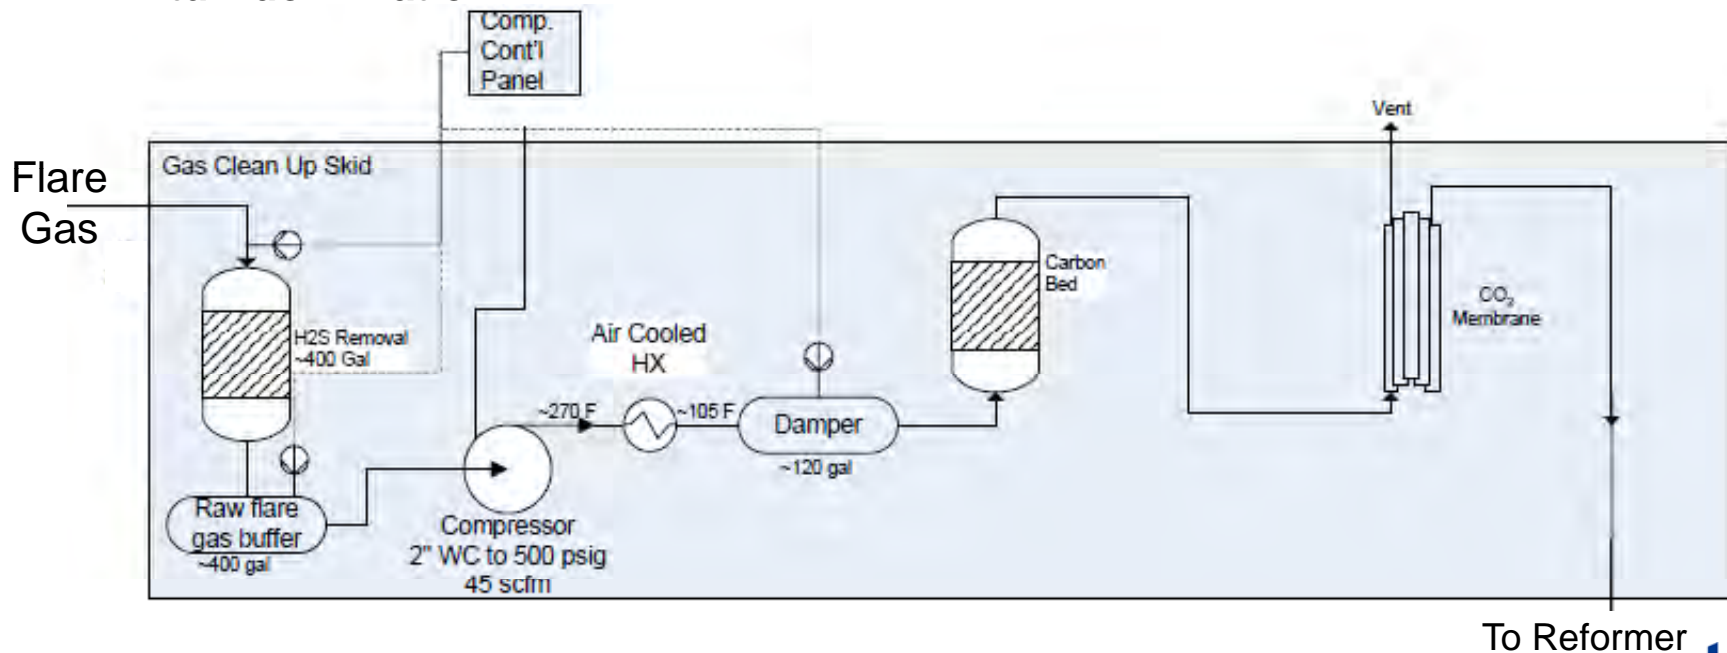 Comp.
Cont'l
Panel
Vent
Gas Clean Up Skid
Flare
Gas
H2S Removal
~400 Gal
Carbon
Bed
CO2
Membrane
Air Cooled
HX
~270 F
~105 F
Damper
~120 gal
Raw flare
gas buffer
~400 gal
Compressor
2" WC to 500 psig
45 scfm
To Reformer